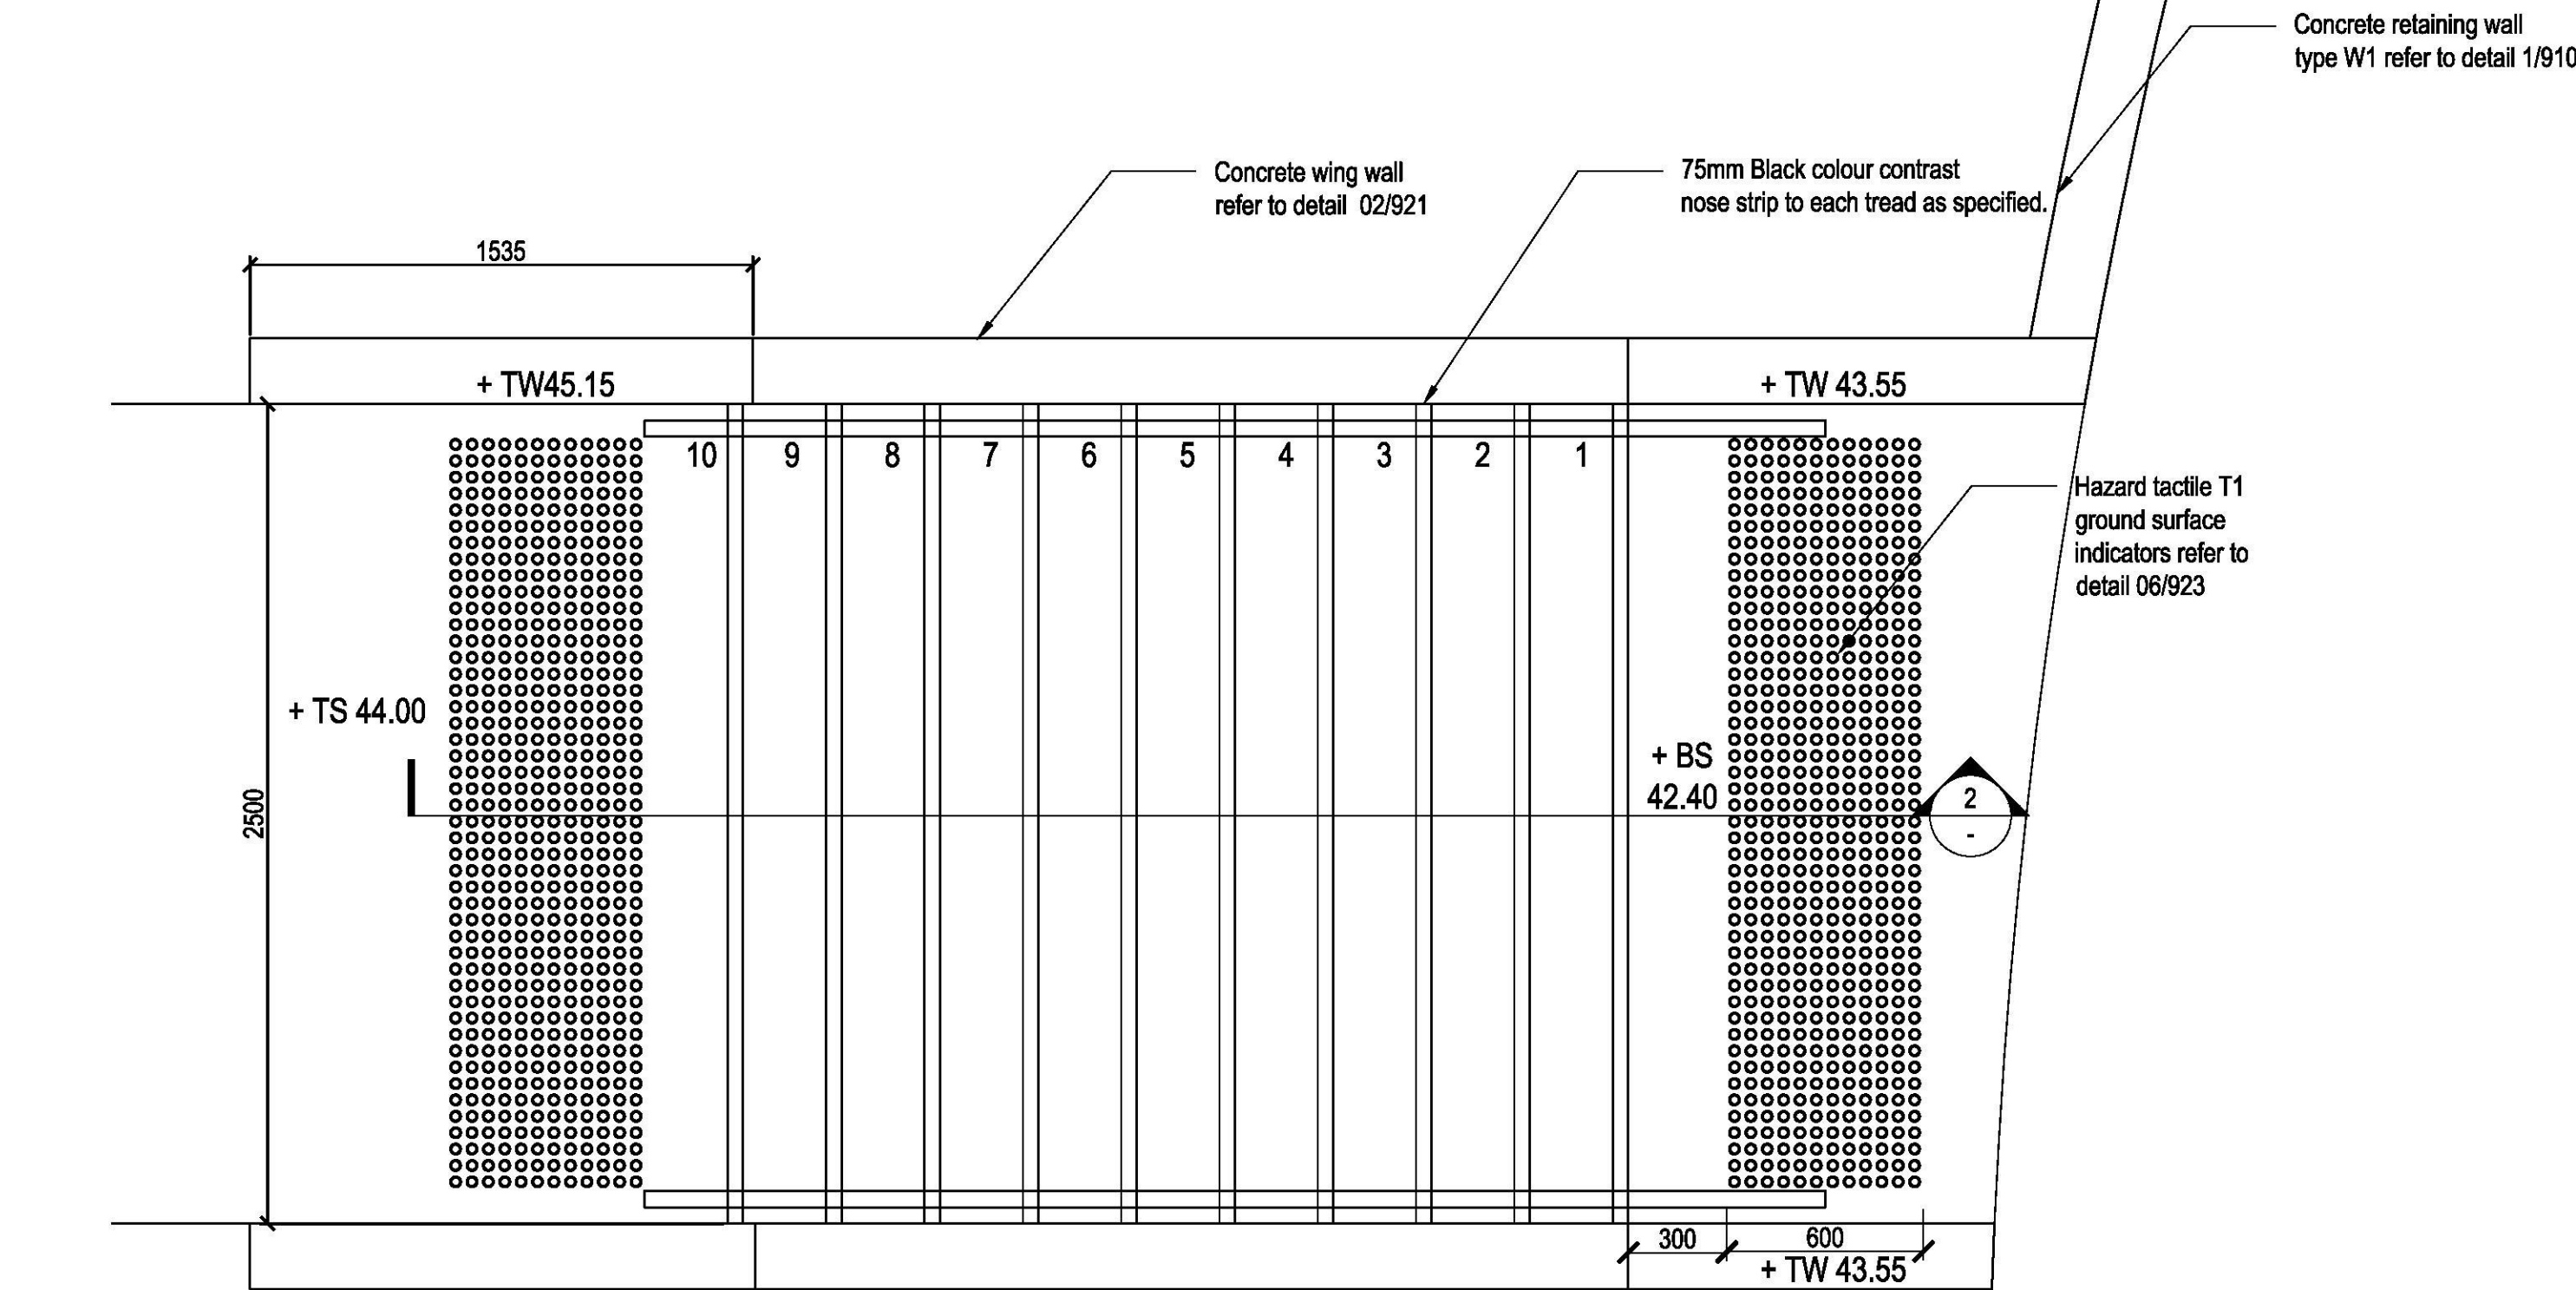 Concrete retaining wall
type W1 refer to detail 1/910
Concrete wing wall
refer to detail 02/921
75mm Black colour contrast
nose strip to each tread as specified.
1535
+ TW45.15
+ TW 43.55
10 9 8 7 6 5 4 3 2 1
Hazard tactile T1
ground surface
indicators refer to
detail 06/923
+ TS 44.00
2500
+ BS
42.40
2
-
300
600
+ TW 43.55